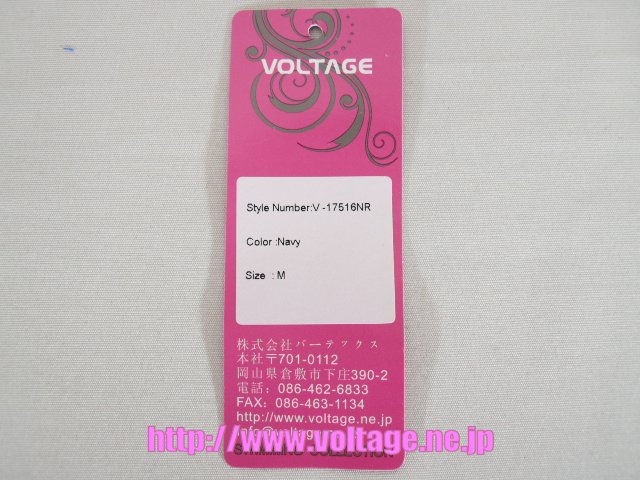 VOLTAGE
Style Number:V -17516NR
Color :Navy
Size : M
株式会社バーテックス
本社〒701-0112
岡山県倉敷市下庄390-2
電話：086-462-6833
FAX：086-463-1134
http://www.voltage.ne.jp
http://www.voltage.ne.jp
COLLECTION